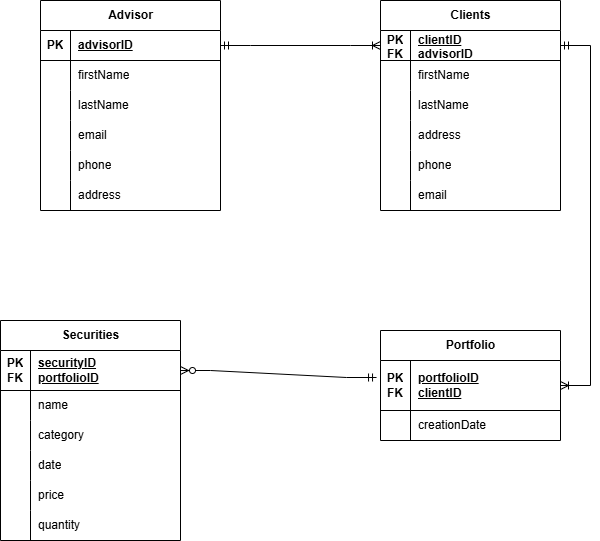 Advisor
PK advisorID
firstName
lastName
email
phone
address
Clients
PK clientID
FK advisorID
firstName
lastName
address
phone
email
Securities
PK securityID
FK portfolioID
name
category
date
price
quantity
Portfolio
PK portfolioID
FK clientID
creationDate